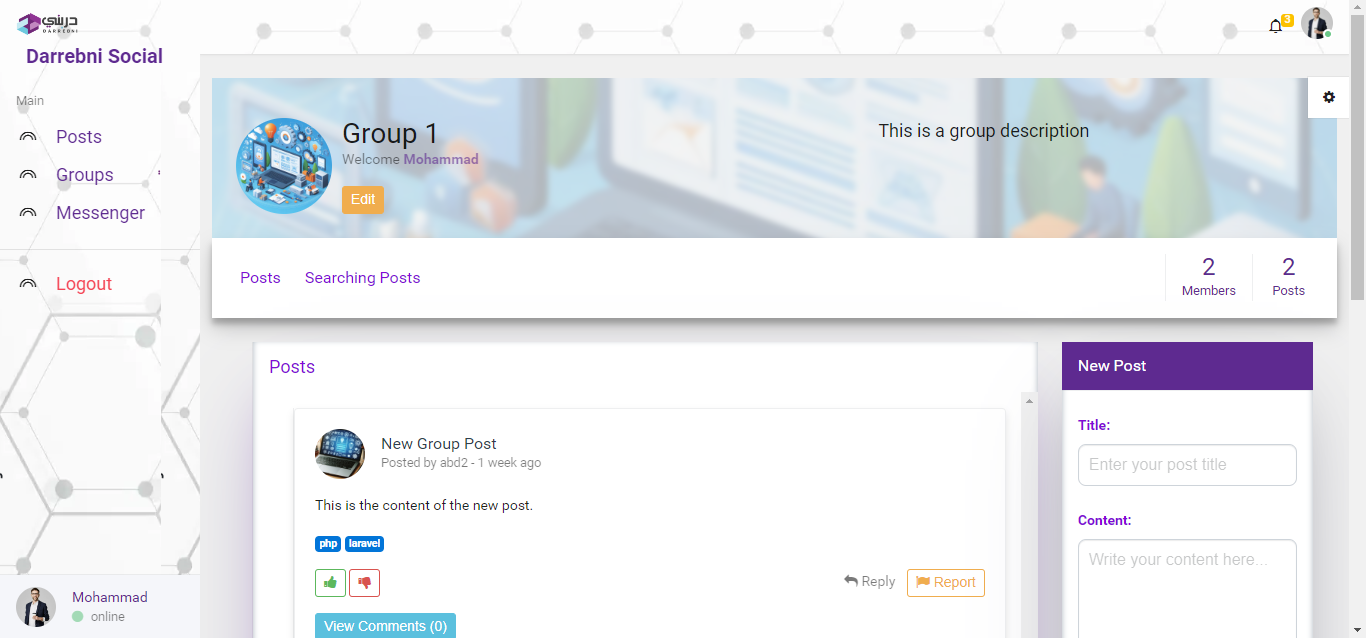 دربني
DARREBNI
Darrebni Social
3
Main
Posts
Groups
Messenger
Logout
Group 1
Welcome Mohammad
Edit
This is a group description
Posts
Searching Posts
2
Members
2
Posts
Posts
New Group Post
Posted by abd2 - 1 week ago
This is the content of the new post.
php laravel
Reply
Report
View Comments (0)
New Post
Title:
Enter your post title
Content:
Write your content here...
Mohammad
online